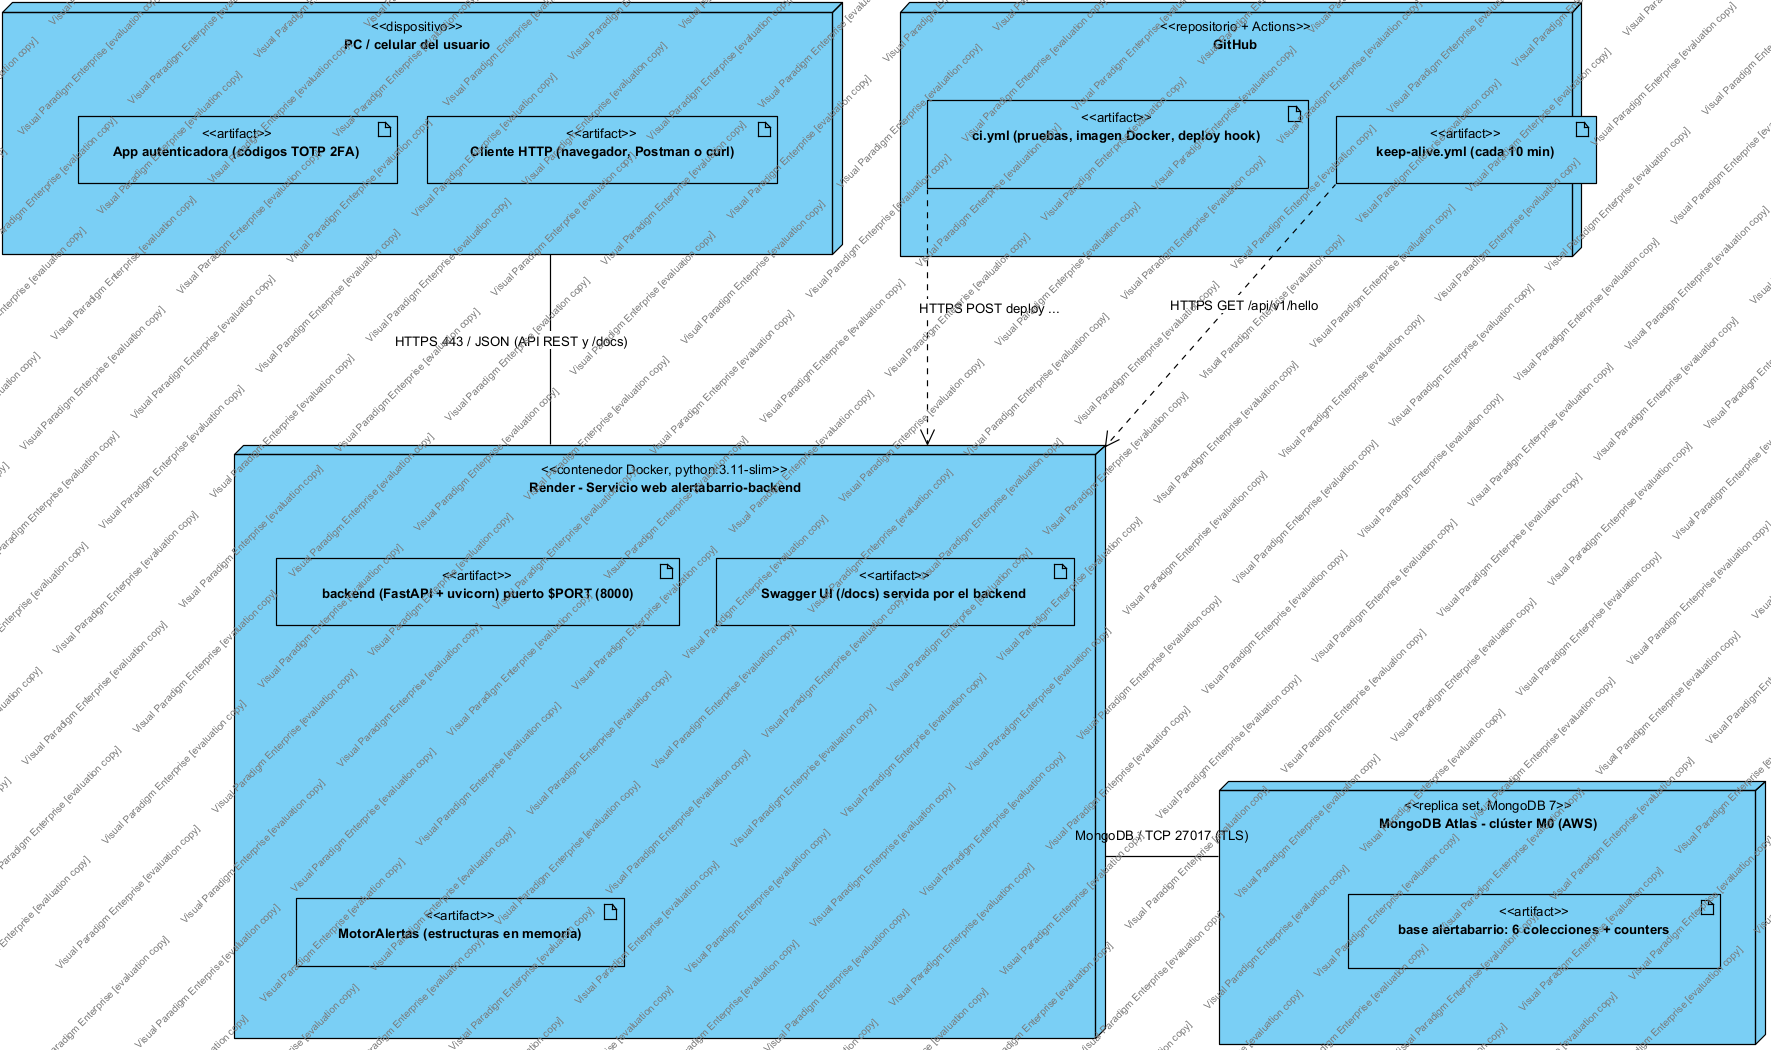 <<dispositivo>>
PC / celular del usuario
<<artifact>>
App autenticadora (códigos TOTP 2FA)
<<artifact>>
Cliente HTTP (navegador, Postman o curl)
<<repositorio + Actions>>
GitHub
<<artifact>>
ci.yml (pruebas, imagen Docker, deploy hook)
<<artifact>>
keep-alive.yml (cada 10 min)
HTTPS 443 / JSON (API REST y /docs)
HTTPS POST deploy ...
HTTPS GET /api/v1/hello
<<contenedor Docker, python:3.11-slim>>
Render - Servicio web alertabarrio-backend
<<artifact>>
backend (FastAPI + uvicorn) puerto $PORT (8000)
<<artifact>>
Swagger UI (/docs) servida por el backend
<<artifact>>
MotorAlertas (estructuras en memoria)
MongoDB / TCP 27017 (TLS)
<<replica set, MongoDB 7>>
MongoDB Atlas - clúster M0 (AWS)
<<artifact>>
base alertabarrio: 6 colecciones + counters
Visual Paradigm Enterprise [evaluation copy]